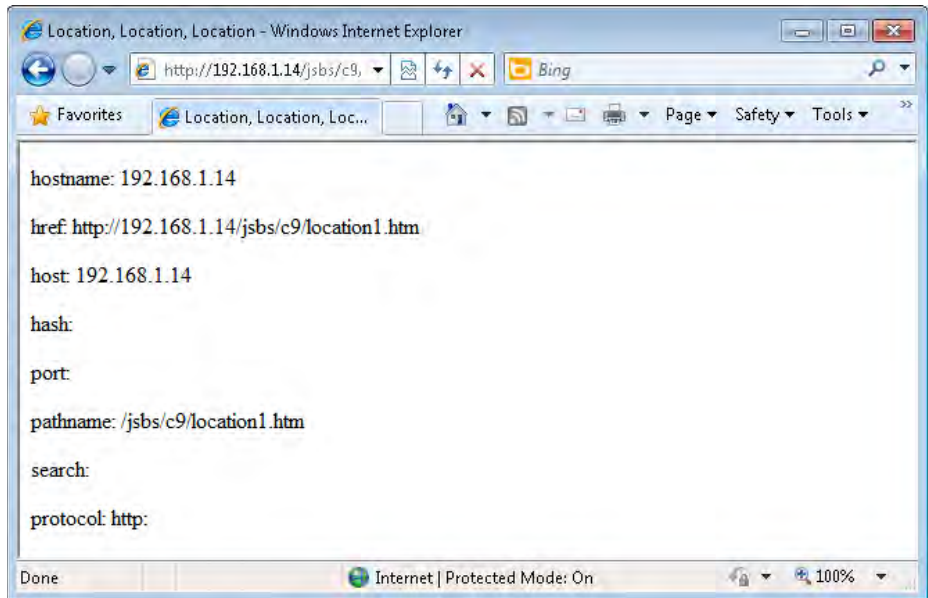 Location, Location, Location - Windows Internet Explorer
http://192.168.1.14/jsbs/c9, Bing
Favorites Location, Location, Loc... Page Safety Tools »
hostname: 192.168.1.14
href: http://192.168.1.14/jsbs/c9/location1.htm
host: 192.168.1.14
hash:
port:
pathname: /jsbs/c9/location1.htm
search:
protocol: http:
Done Internet | Protected Mode: On 100%